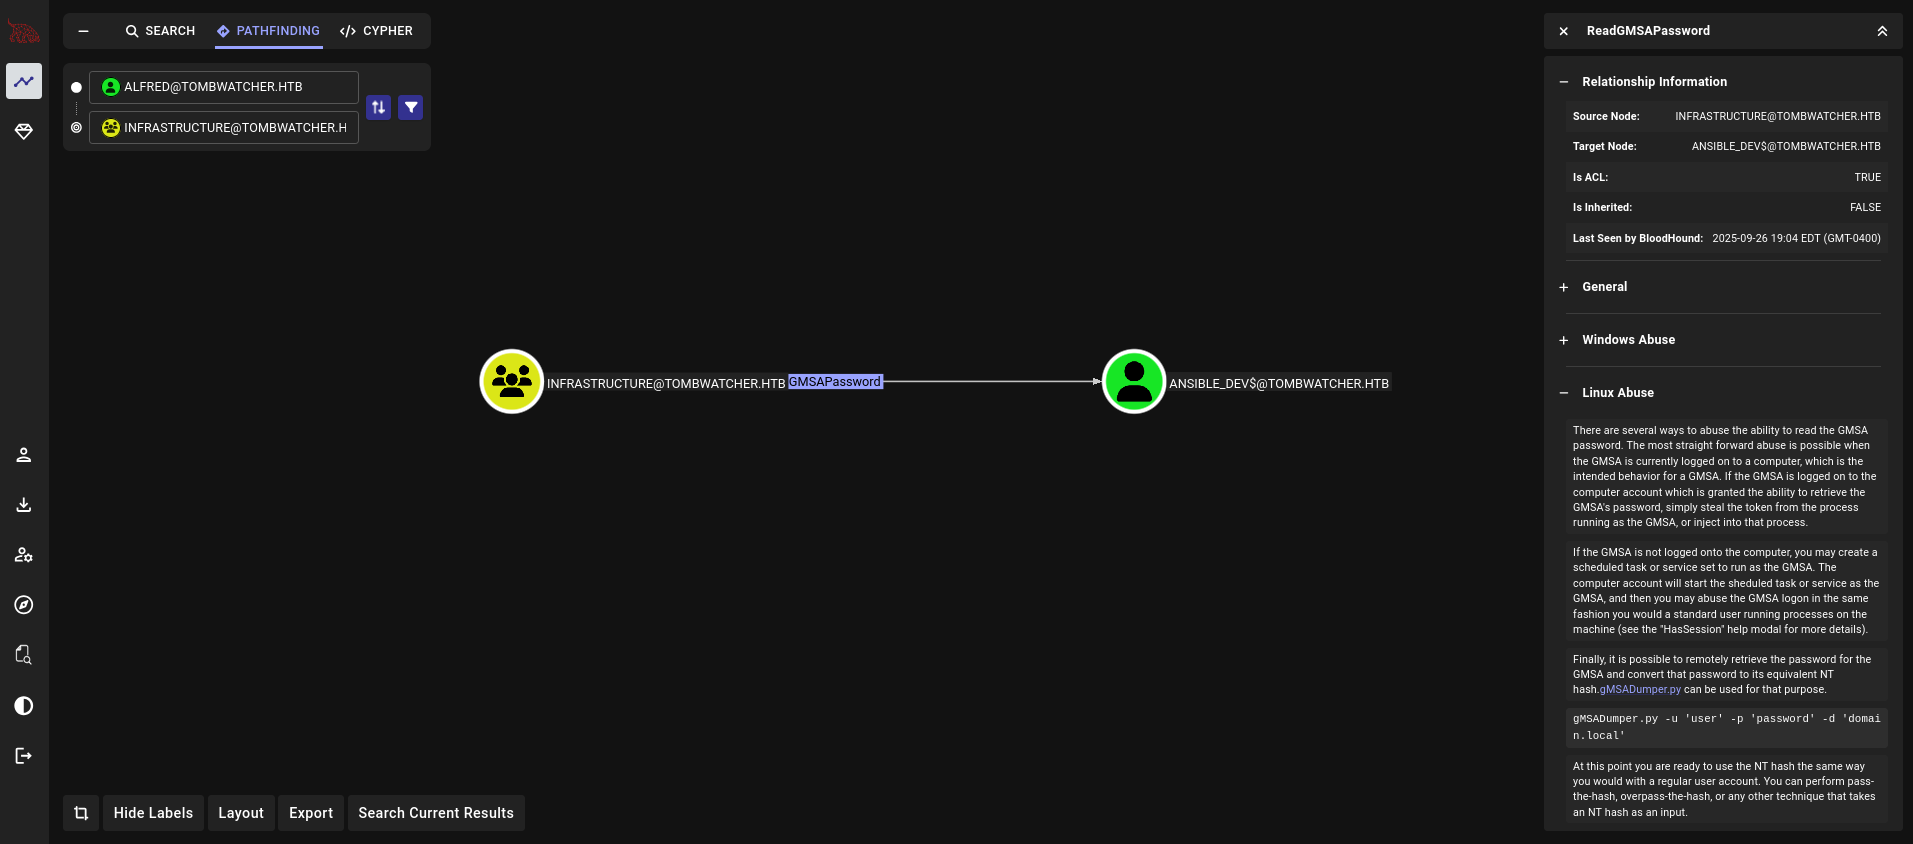 SEARCH
PATHFINDING
</> CYPHER
ALFRED@TOMBWATCHER.HTB
INFRASTRUCTURE@TOMBWATCHER.H
INFRASTRUCTURE@TOMBWATCHER.HTB
GMSAPassword
ANSIBLE_DEV$@TOMBWATCHER.HTB
Hide Labels
Layout
Export
Search Current Results
ReadGMSAPassword
Relationship Information
Source Node: INFRASTRUCTURE@TOMBWATCHER.HTB
Target Node: ANSIBLE_DEV$@TOMBWATCHER.HTB
Is ACL: TRUE
Is Inherited: FALSE
Last Seen by BloodHound: 2025-09-26 19:04 EDT (GMT-0400)
General
Windows Abuse
Linux Abuse
There are several ways to abuse the ability to read the GMSA
password. The most straight forward abuse is possible when
the GMSA is currently logged on to a computer, which is the
intended behavior for a GMSA. If the GMSA is logged on to the
computer account which is granted the ability to retrieve the
GMSA's password, simply steal the token from the process
running as the GMSA, or inject into that process.
If the GMSA is not logged onto the computer, you may create a
scheduled task or service set to run as the GMSA. The
computer account will start the sheduled task or service as the
GMSA, and then you may abuse the GMSA logon in the same
fashion you would a standard user running processes on the
machine (see the "HasSession" help modal for more details).
Finally, it is possible to remotely retrieve the password for the
GMSA and convert that password to its equivalent NT
hash.gMSADumper.py can be used for that purpose.
gMSADumper.py -u 'user' -p 'password' -d 'domai
n.local'
At this point you are ready to use the NT hash the same way
you would with a regular user account. You can perform pass-
the-hash, overpass-the-hash, or any other technique that takes
an NT hash as an input.